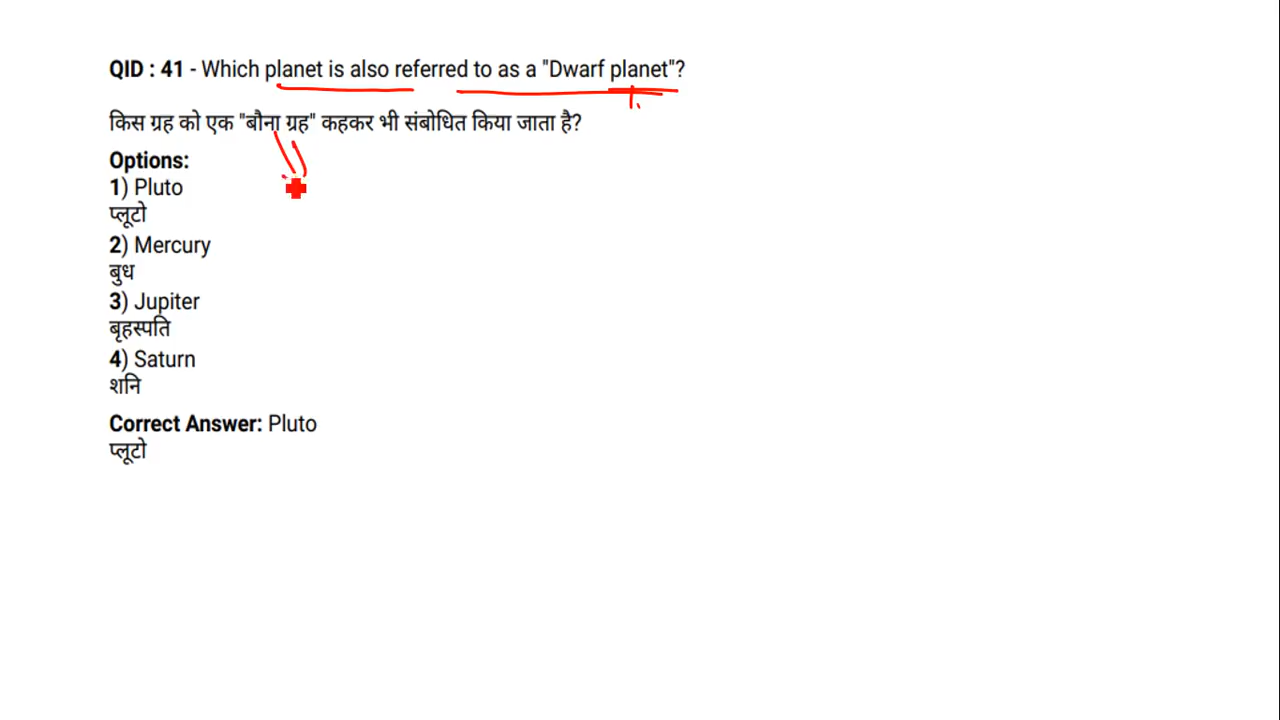 QID : 41 - Which planet is also referred to as a "Dwarf planet"?
किस ग्रह को एक "बौना ग्रह" कहकर भी संबोधित किया जाता है?
Options:
1) Pluto
प्लूटो
2) Mercury
बुध
3) Jupiter
बृहस्पति
4) Saturn
शनि
Correct Answer: Pluto
प्लूटो